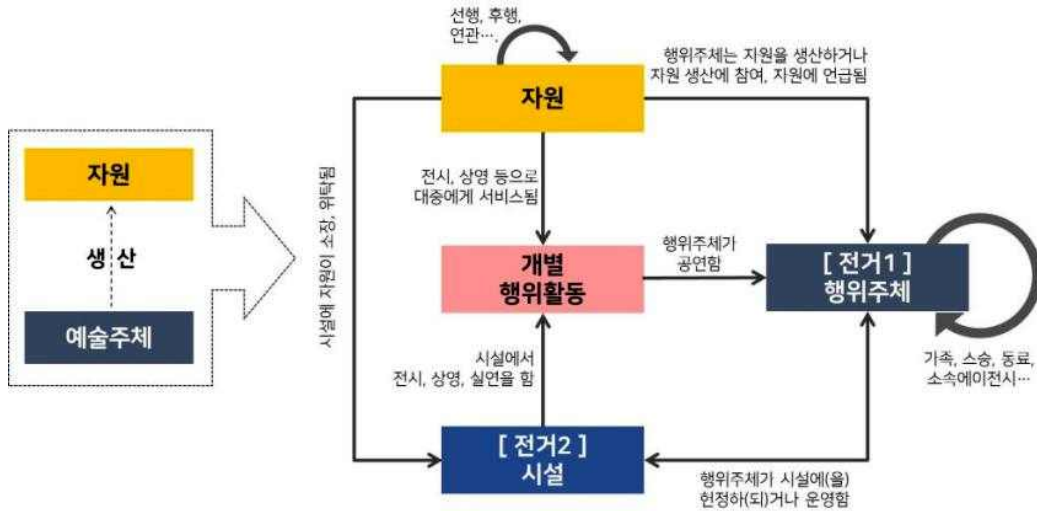 선행, 후행,
연관….
자원
행위주체는 자원을 생산하거나
자원 생산에 참여, 자원에 언급됨
자원
생 산
예술주체
시설에 자원이 소장, 위탁됨
전시, 상영 등으로
대중에게 서비스됨
개별
행위활동
행위주체가
공연함
[ 전거1 ]
행위주체
가족, 스승, 동료,
소속에이전시…
시설에서
전시, 상영, 실연을 함
[ 전거2 ]
시설
행위주체가 시설에(을)
헌정하(되)거나 운영함